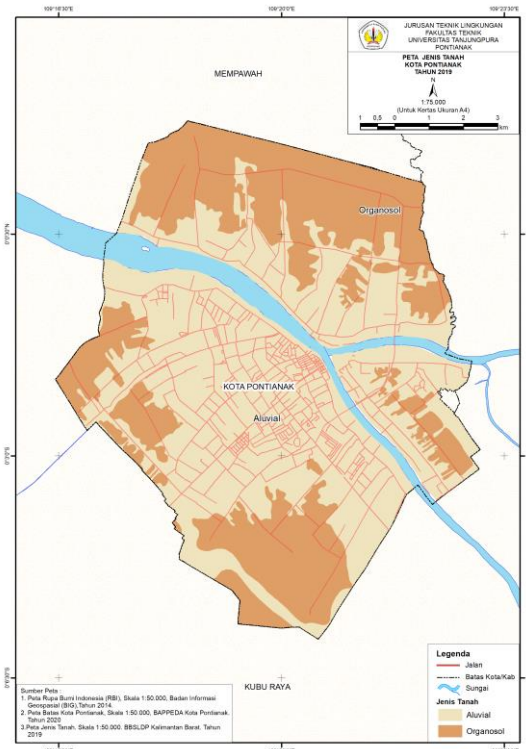 109°18'30"E
109°20'0"E
JURUSAN TEKNIK LINGKUNGAN
FAKULTAS TEKNIK
UNIVERSITAS TANJUNGPURA
PONTIANAK
PETA JENIS TANAH
KOTA PONTIANAK
TAHUN 2019
N
1:75.000
(Untuk Kertas Ukuran A4)
1 0,5 0 1 2 3
km
MEMPAWAH
Organosol
KOTA PONTIANAK
Aluvial
KUBU RAYA
Sumber Peta :
1. Peta Rupa Bumi Indonesia (RBI), Skala 1:50.000, Badan Informasi
Geospasial (BIG),Tahun 2014.
2. Peta Batas Kota Pontianak, Skala 1:50.000, BAPPEDA Kota Pontianak.
Tahun 2020
3.Peta Jenis Tanah. Skala 1:50.000. BBSLDP Kalimantan Barat. Tahun
2019
Legenda
Jalan
Batas Kota/Kab
Sungai
Jenis Tanah
Aluvial
Organosol